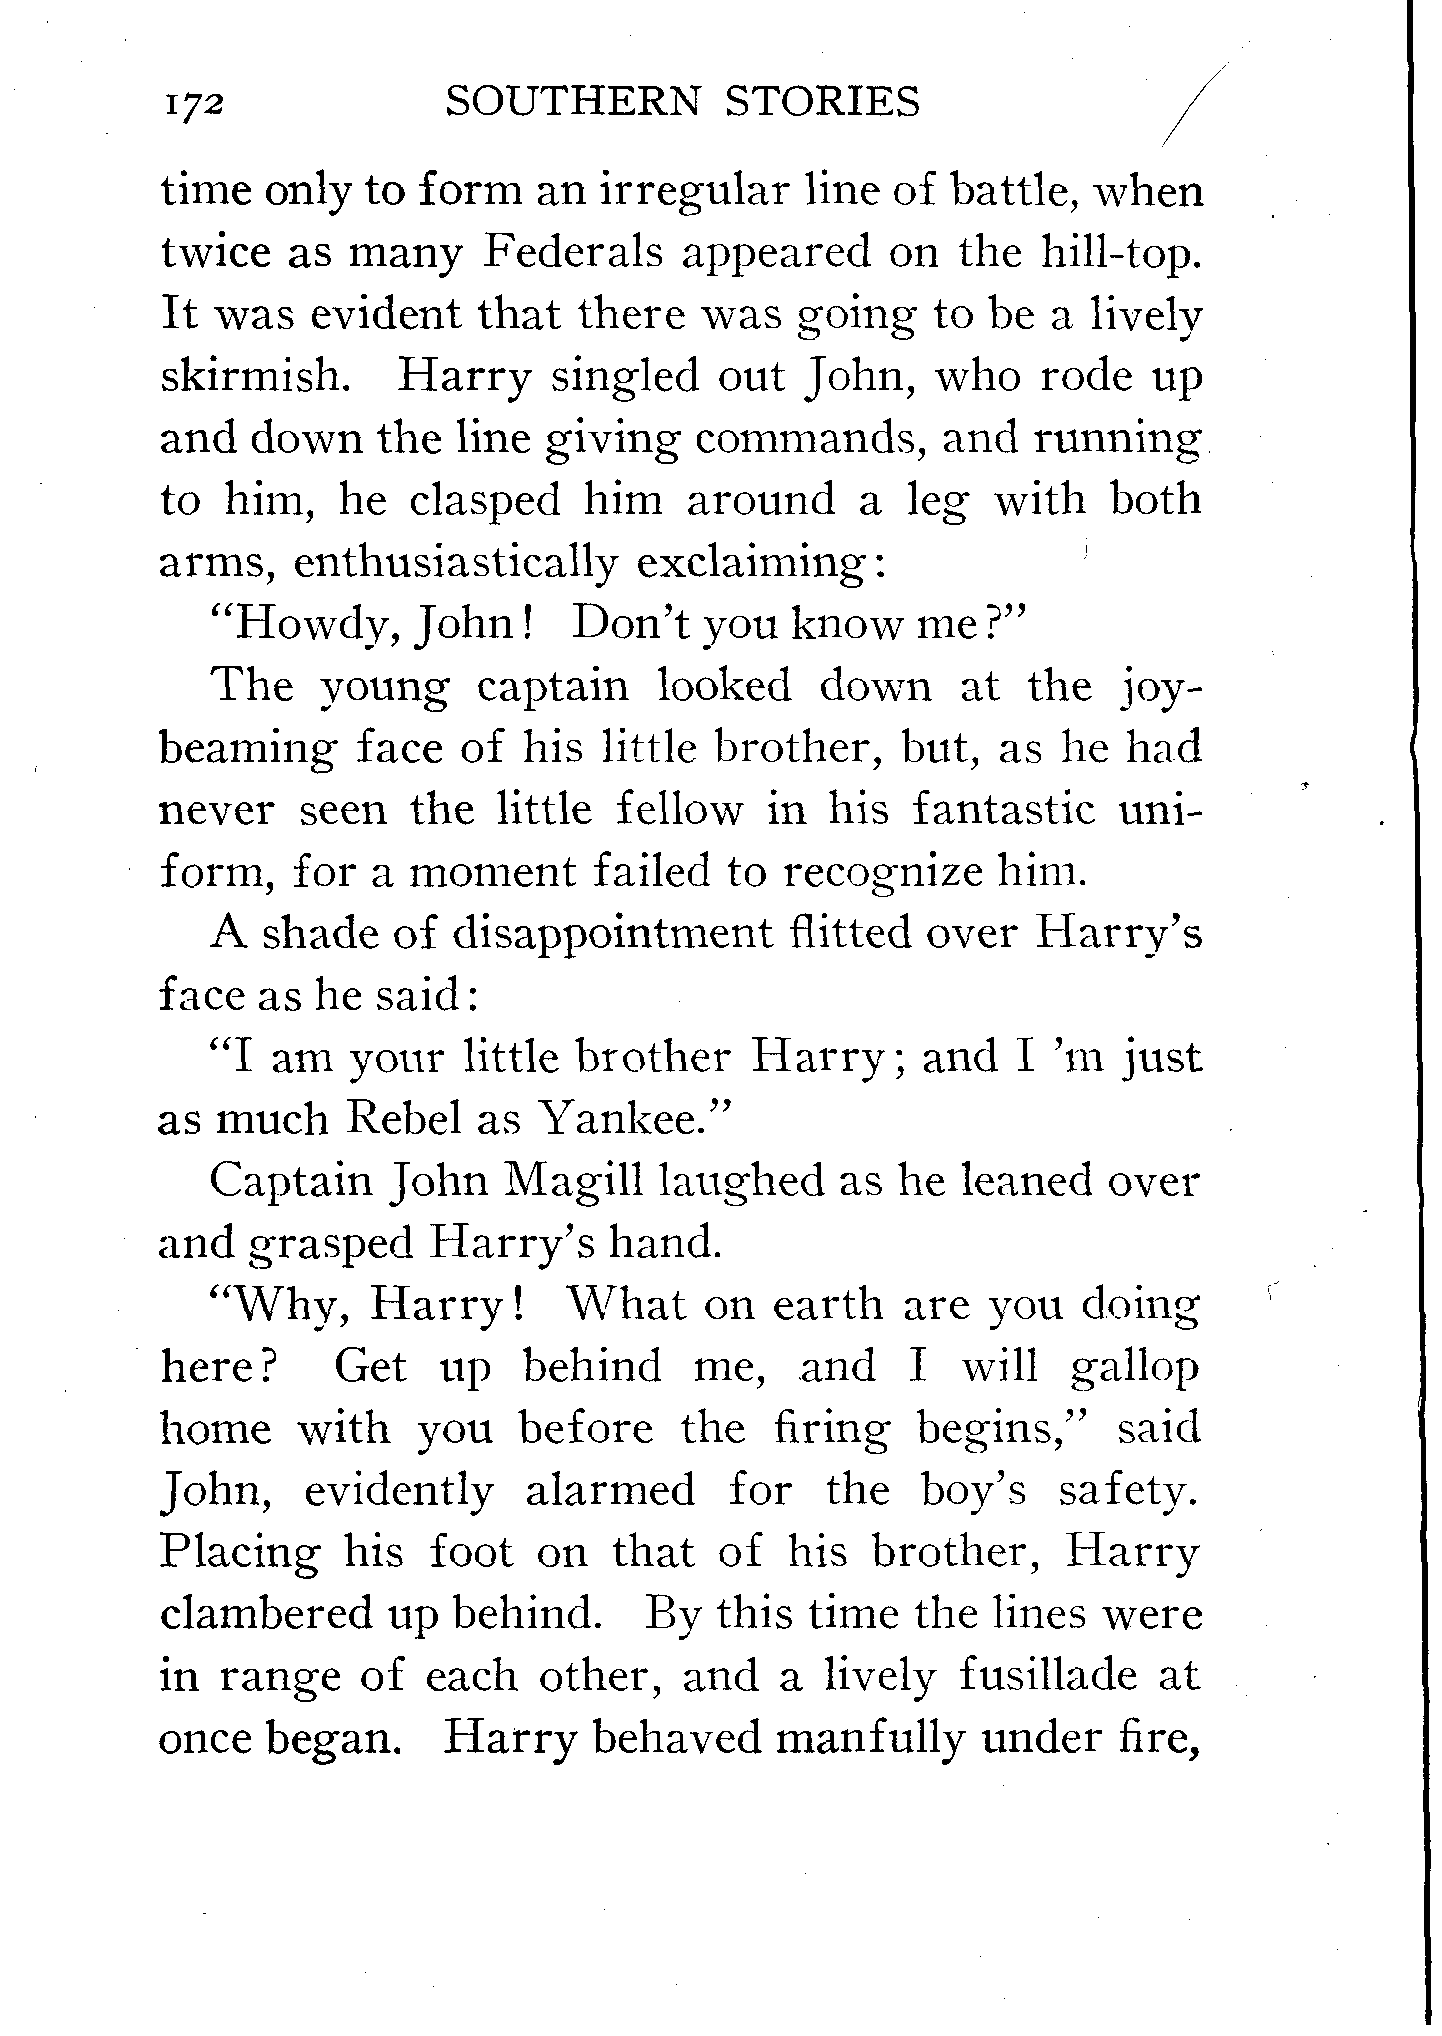 172 SOUTHERN STORIES
time only to form an irregular line of battle, when
twice as many Federals appeared on the hill-top.
It was evident that there was going to be a lively
skirmish. Harry singled out John, who rode up
and down the line giving commands, and running
to him, he clasped him around a leg with both
arms, enthusiastically exclaiming:
"Howdy, John! Don't you know me?"
The young captain looked down at the joy-
beaming face of his little brother, but, as he had
never seen the little fellow in his fantastic uni-
form, for a moment failed to recognize him.
A shade of disappointment flitted over Harry's
face as he said:
"I am your little brother Harry; and I 'm just
as much Rebel as Yankee."
Captain John Magill laughed as he leaned over
and grasped Harry's hand.
"Why, Harry! What on earth are you doing
here? Get up behind me, and I will gallop
home with you before the firing begins," said
John, evidently alarmed for the boy's safety.
Placing his foot on that of his brother, Harry
clambered up behind. By this time the lines were
in range of each other, and a lively fusillade at
once began. Harry behaved manfully under fire,